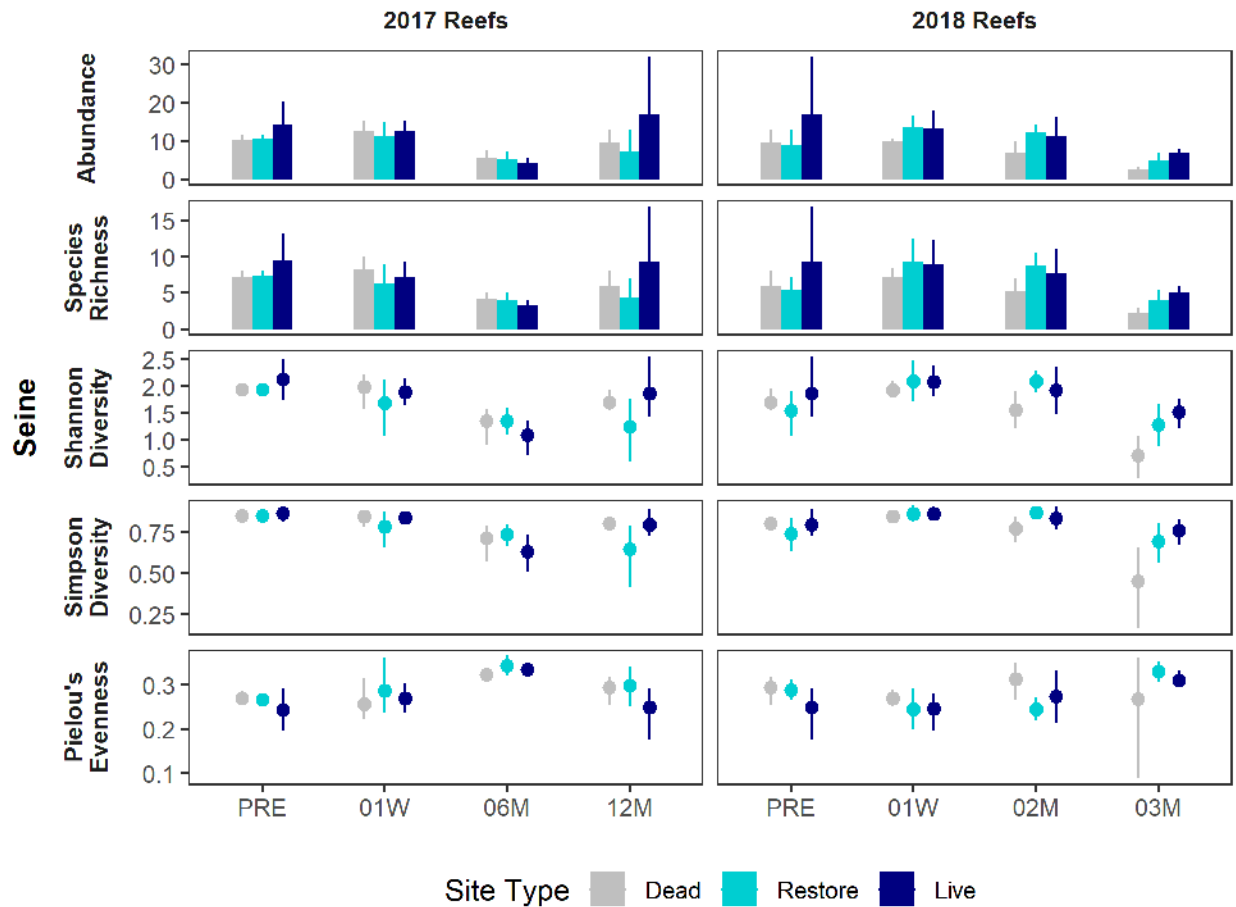 2017 Reefs 2018 Reefs
Seine
Abundance
30
20
10
0
Species
Richness
15
10
5
0
Shannon
Diversity
2.5
2.0
1.5
1.0
0.5
Simpson
Diversity
0.75
0.50
0.25
Pielou's
Evenness
0.3
0.2
0.1
PRE 01W 06M 12M PRE 01W 02M 03M
Site Type Dead Restore Live